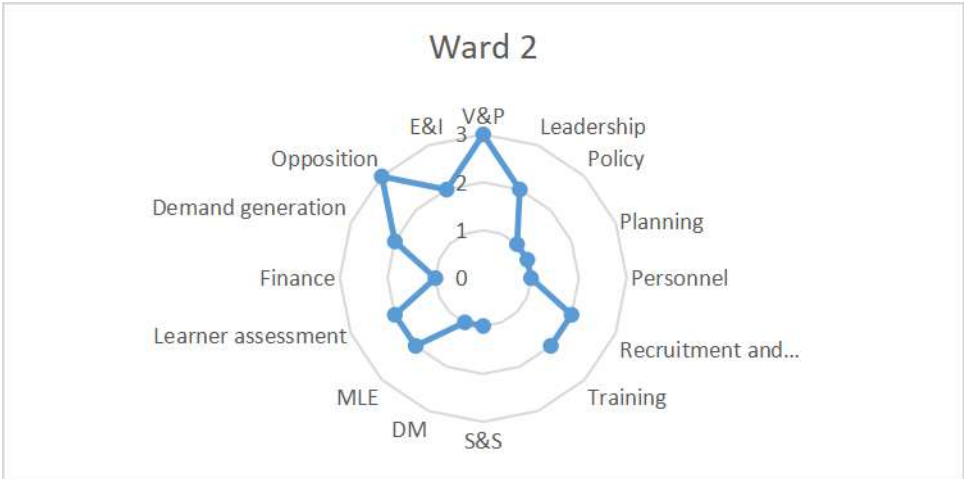 Ward 2
V&P
Leadership
Policy
Planning
Personnel
Recruitment and...
Training
S&S
DM
MLE
Learner assessment
Finance
Demand generation
Opposition
E&I
3
2
1
0